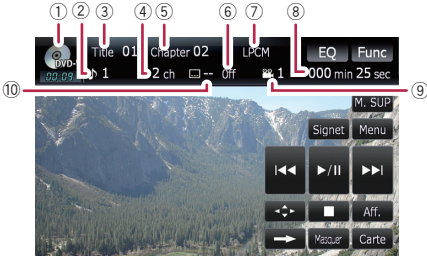 ① ② ③ ④ ⑤ ⑥ ⑦ ⑧
DVD- Title 01 Chapter 02 LPCM EQ Func
00:09 1 2 ch -- Off 1 000 min 25 sec
⑩ ⑨
M. SUP
Signet Menu
Aff.
Masquer Carte